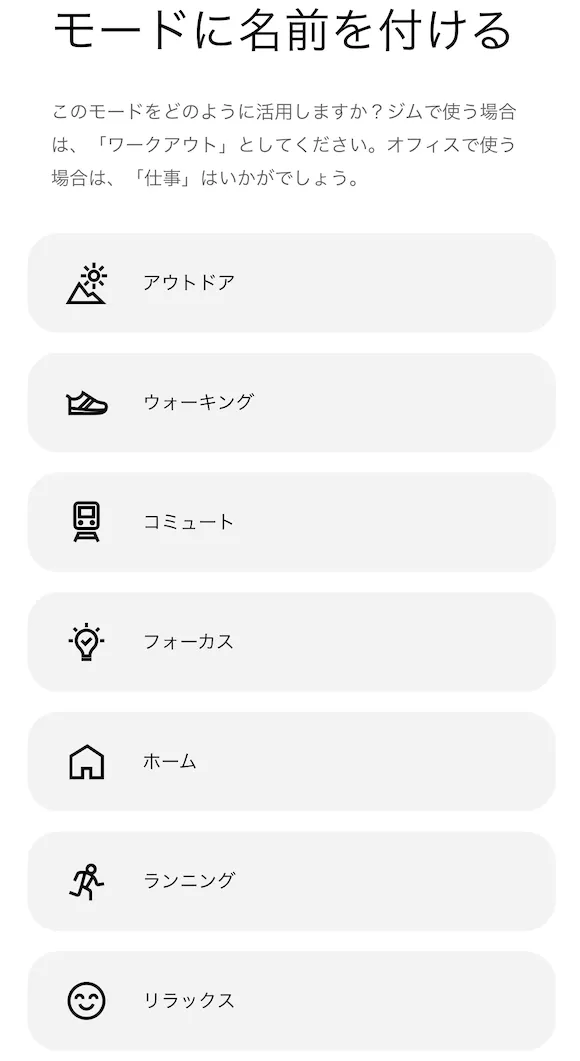 モードに名前を付ける
このモードをどのように活用しますか？ジムで使う場合
は、「ワークアウト」としてください。オフィスで使う
場合は、「仕事」はいかがでしょう。
アウトドア
ウォーキング
コミュート
フォーカス
ホーム
ランニング
リラックス